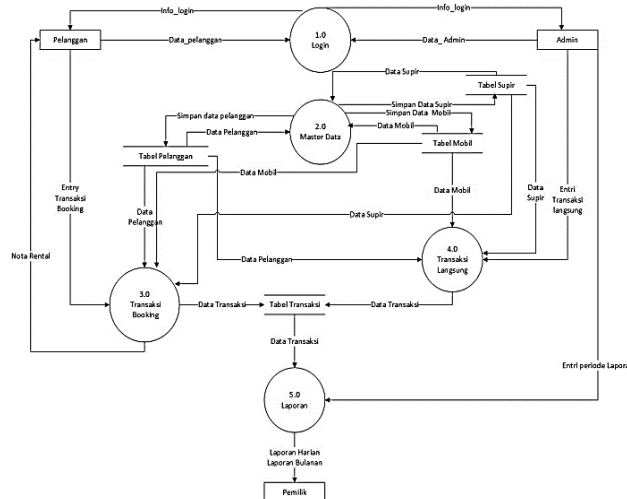 Info_login
Info_login
Pelanggan
Data_pelanggan
1.0
Login
Data_ Admin
Admin
Data Supir
Tabel Supir
Simpan Data Supir
Simpan data pelanggan
Simpan Data Mobil
2.0
Master Data
Data Pelanggan
Data Mobil
Tabel Mobil
Tabel Pelanggan
Data Mobil
Entry
Transaksi
Booking
Data
Pelanggan
Data Mobil
Data
Supir
Entri
Transaksi
langsung
Data Supir
Nota Rental
Data Pelanggan
4.0
Transaksi
Langsung
3.0
Transaksi
Booking
Data Transaksi
Tabel Transaksi
Data Transaksi
Data Transaksi
Entri periode Lapora
5.0
Laporan
Laporan Harian
Laporan Bulanan
Pemilik